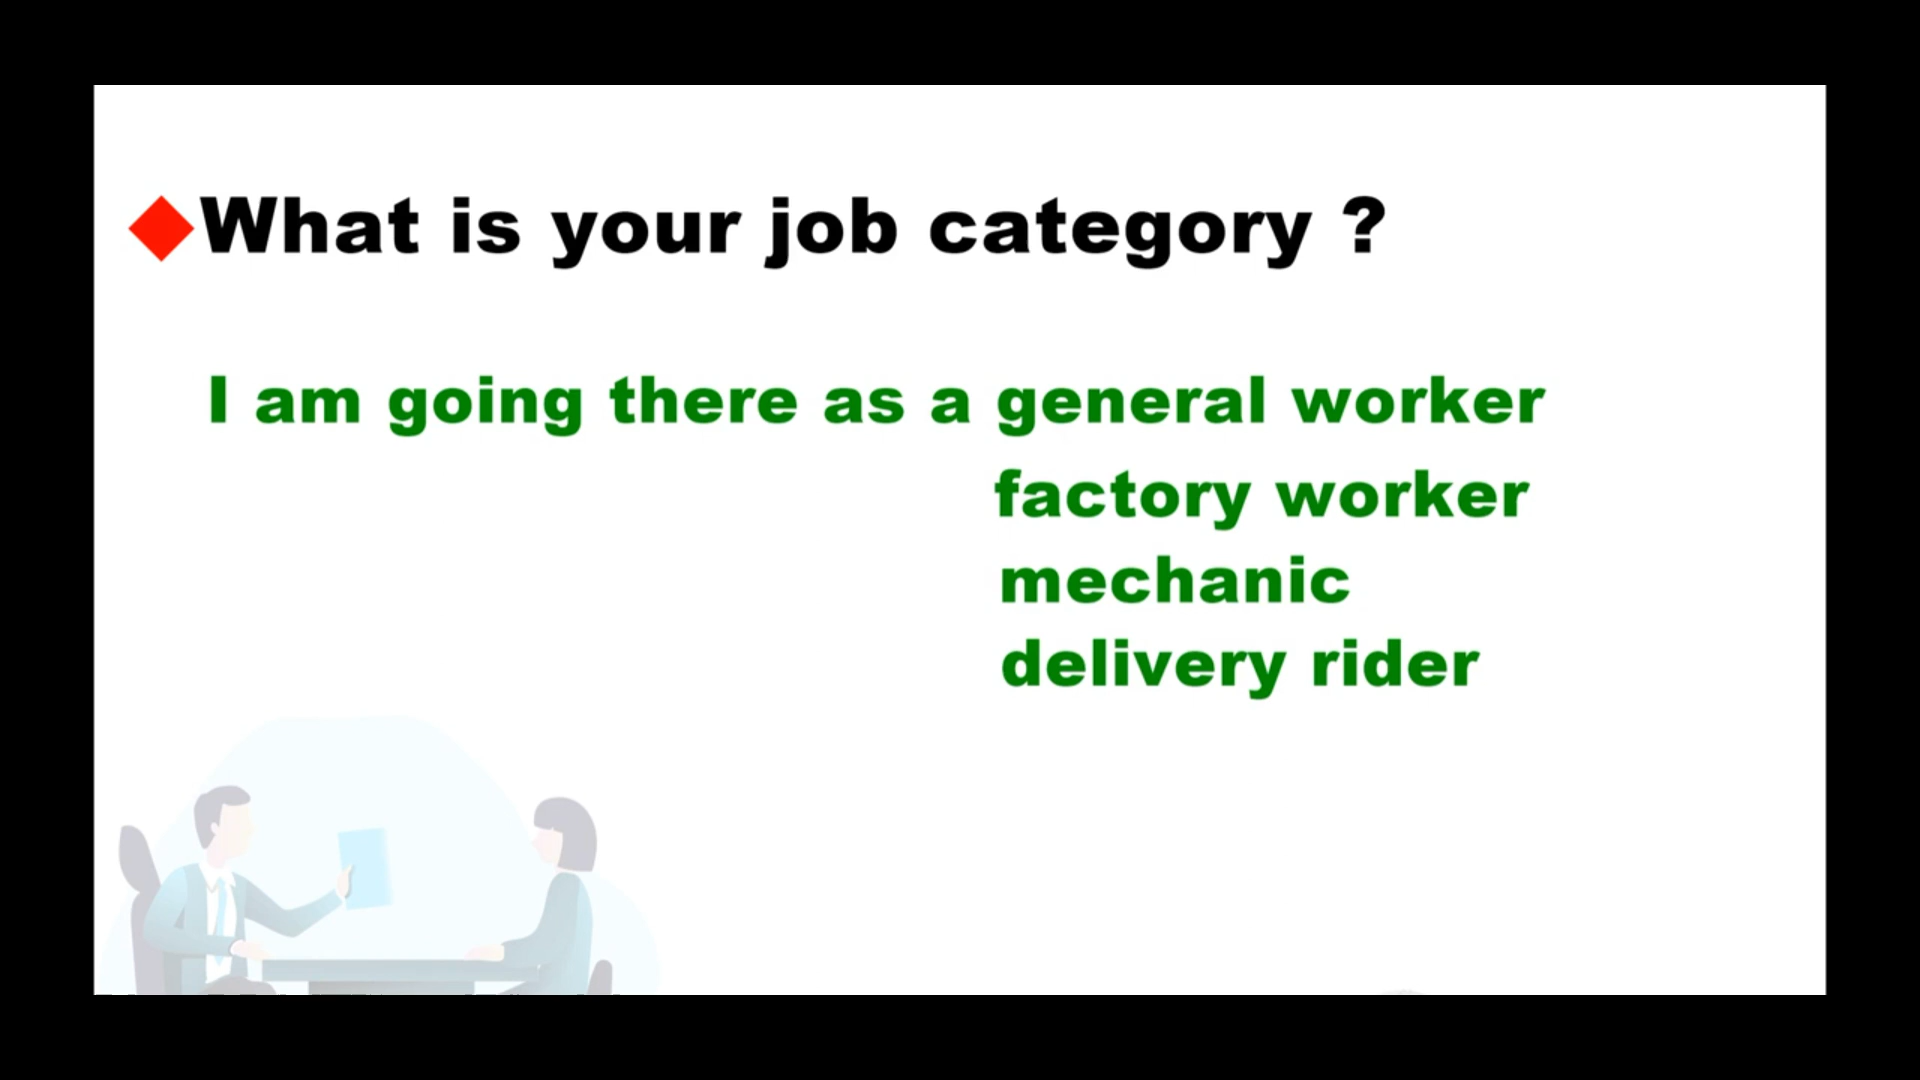 What is your job category ?
I am going there as a general worker
factory worker
mechanic
delivery rider